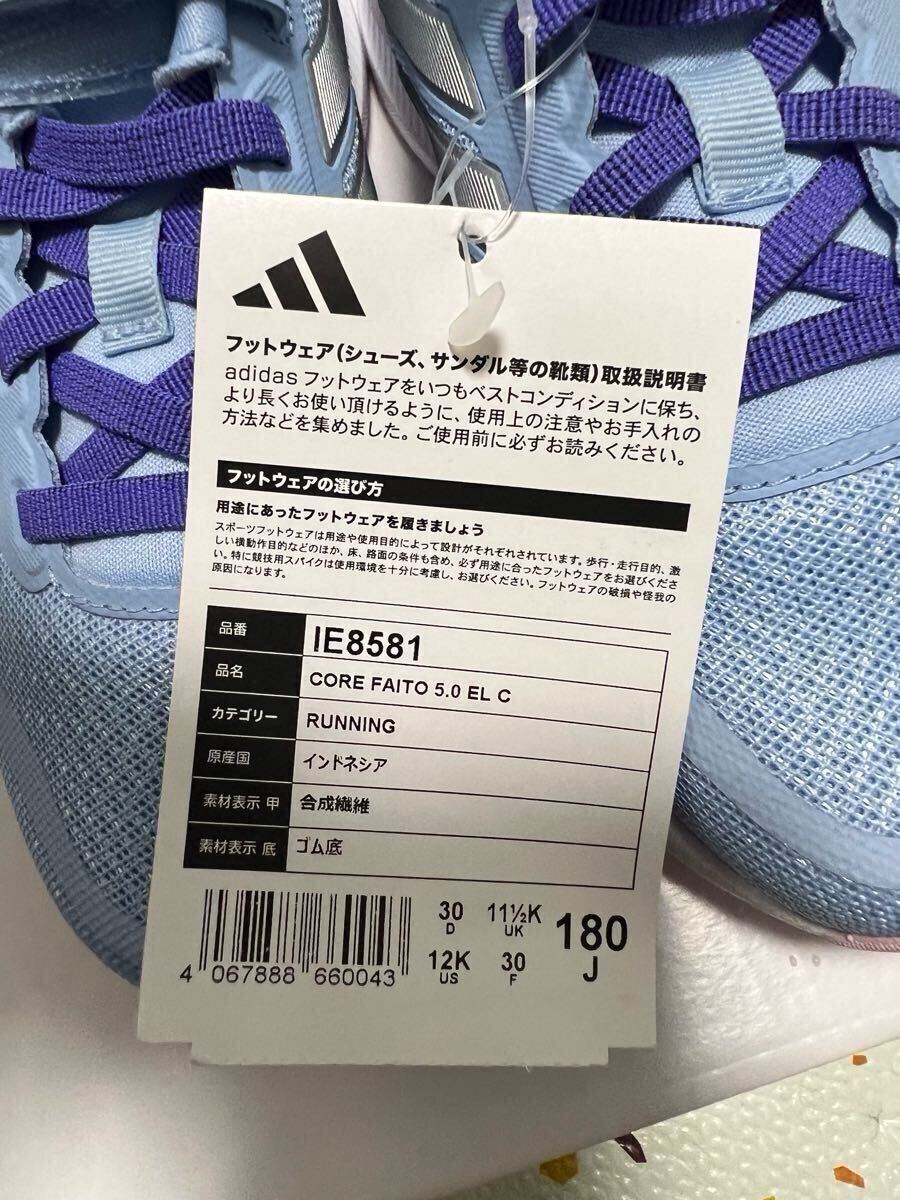 フットウェア(シューズ、サンダル等の靴類)取扱説明書
adidas フットウェアをいつもベストコンディションに保ち、
より長くお使い頂けるように、使用上の注意やお手入れの
方法などを集めました。ご使用前に必ずお読みください。
フットウェアの選び方
用途にあったフットウェアを履きましょう
スポーツフットウェアは用途や使用目的によって設計がそれぞれされています。歩行・走行目的、激
しい横動作目的などのほか、床、路面の条件も含め、必ず用途に合ったフットウェアをお選びくださ
い。特に競技用スパイクは使用環境を十分に考慮し、お選びください。フットウェアの破損や怪我の
原因になります。
品番 IE8581
品名 CORE FAITO 5.0 EL C
カテゴリー RUNNING
原産国 インドネシア
素材表示 甲 合成繊維
素材表示 底 ゴム底
30 11½K 180
D UK J
12K 30
US F
4 067888 660043